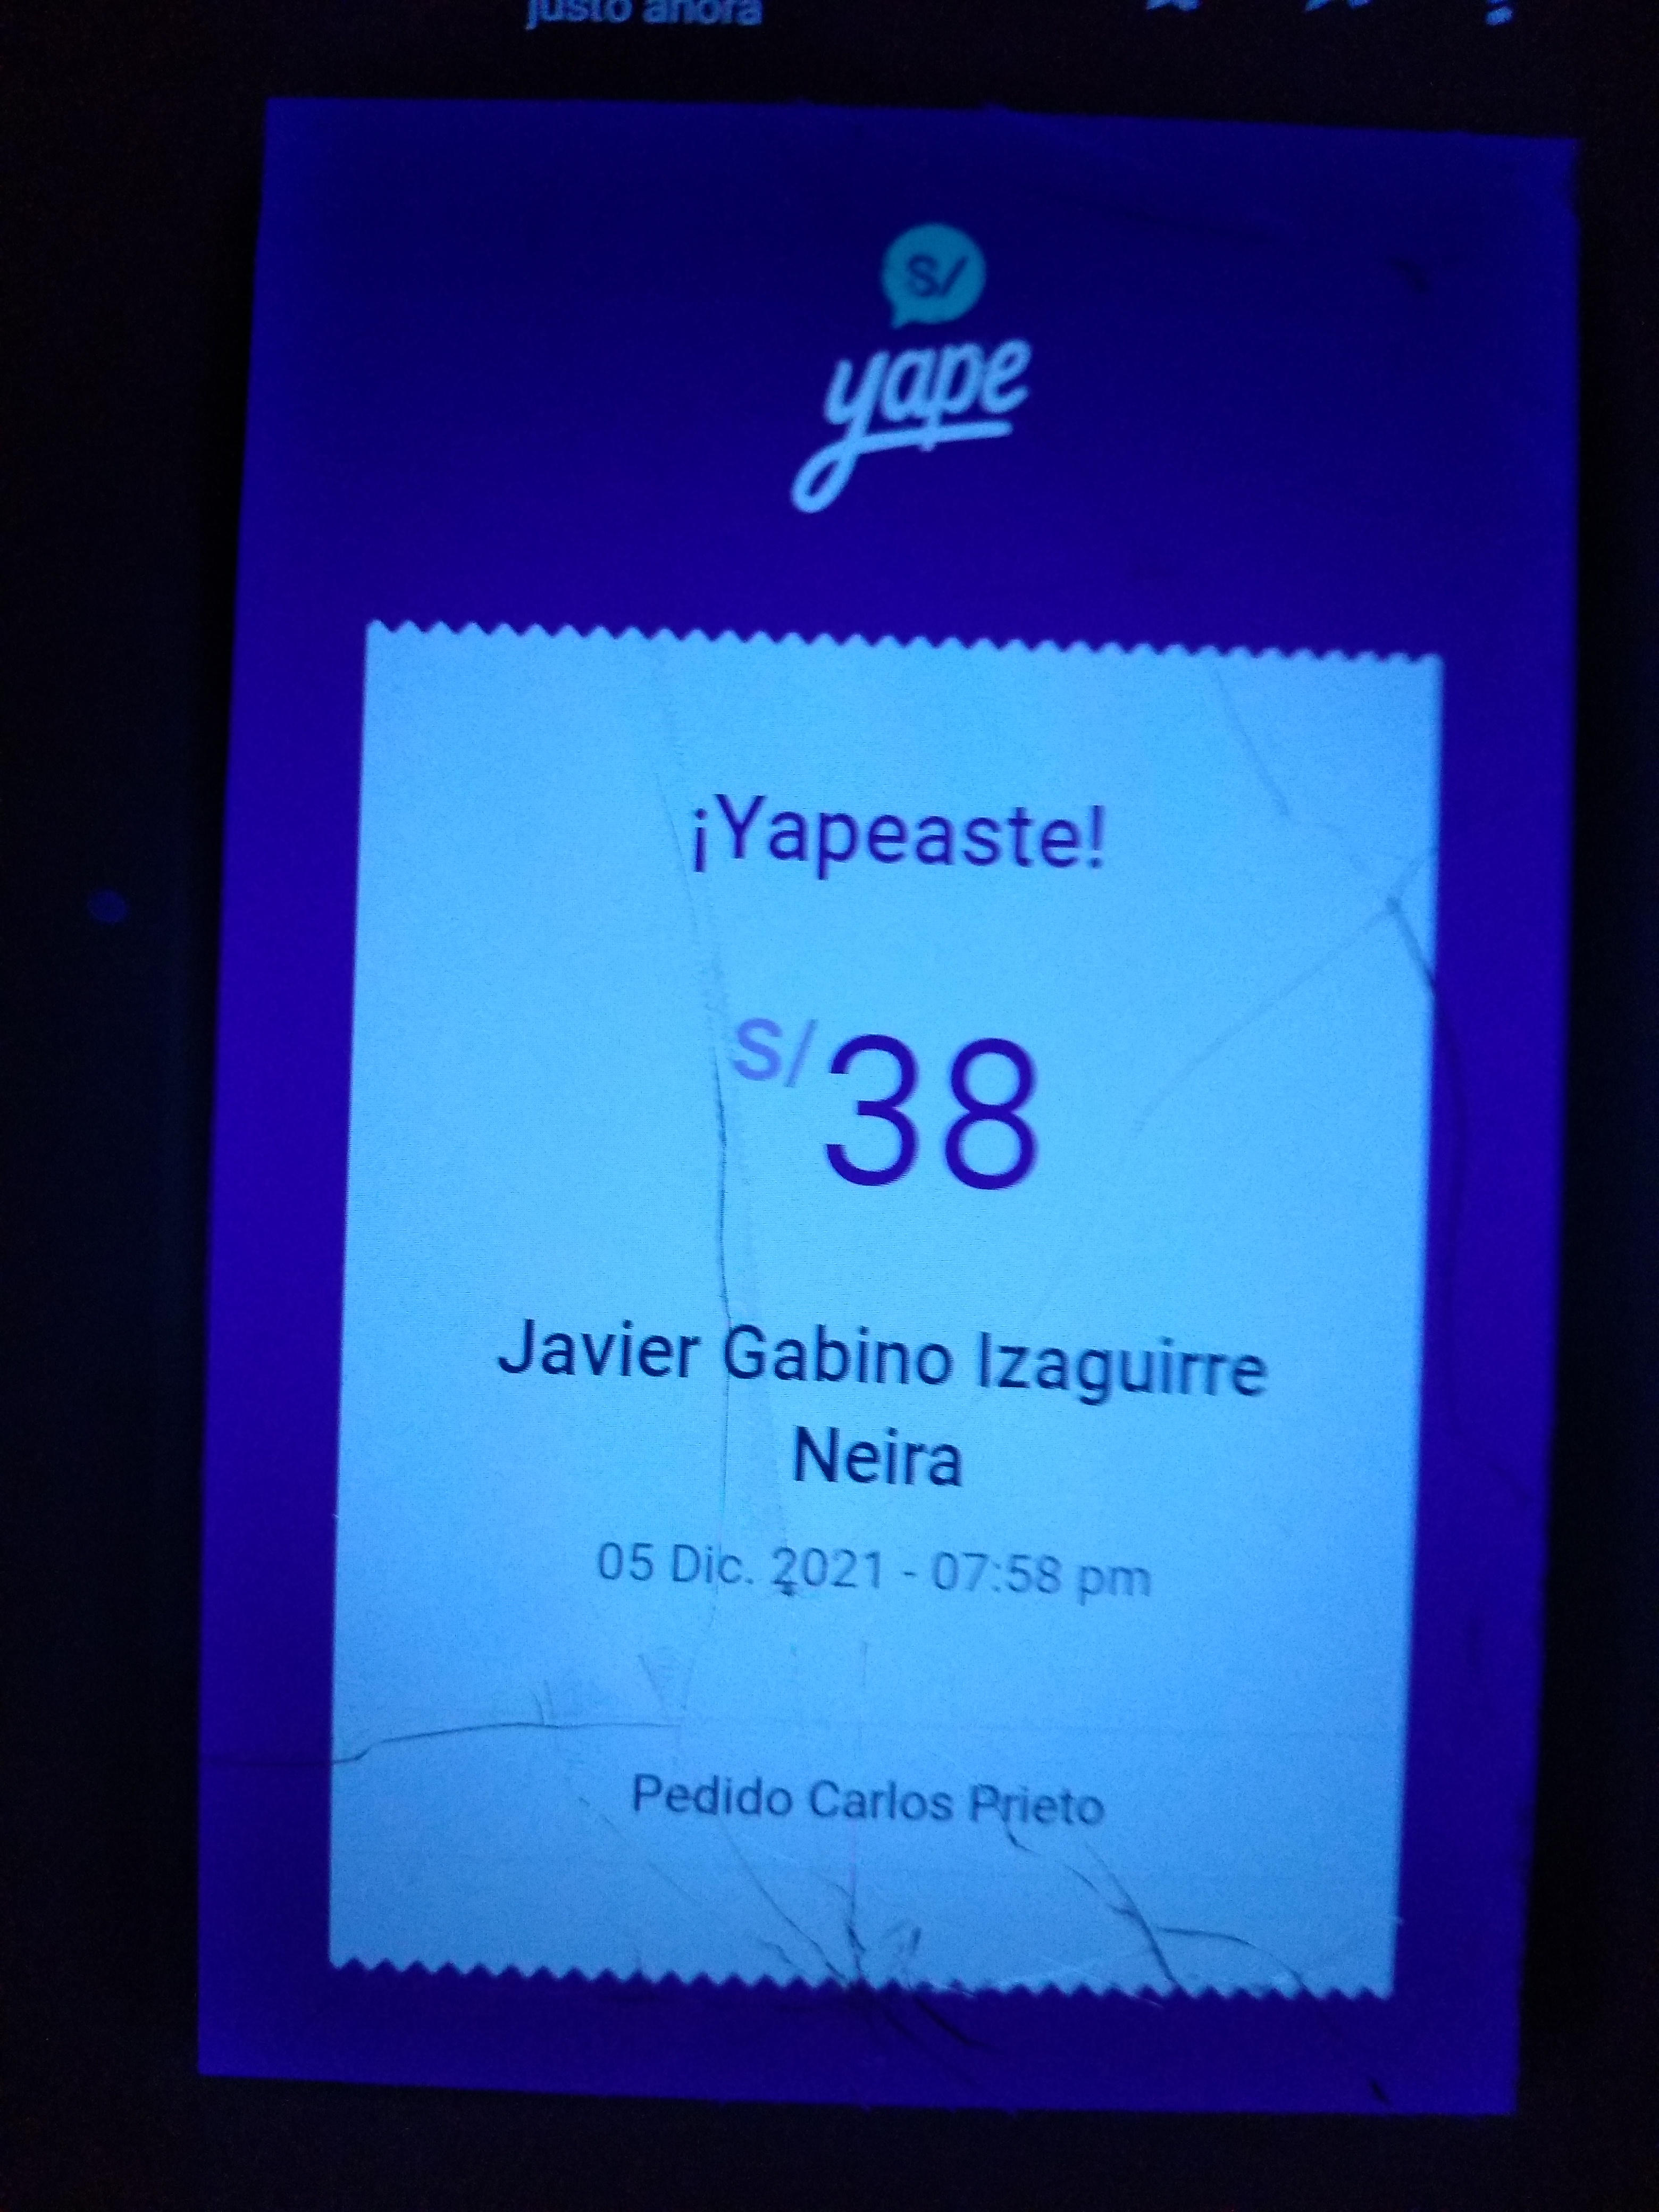 justo ahora
S/
yape
¡Yapeaste!
S/38
Javier Gabino Izaguirre
Neira
05 Dic. 2021 - 07:58 pm
Pedido Carlos Prieto